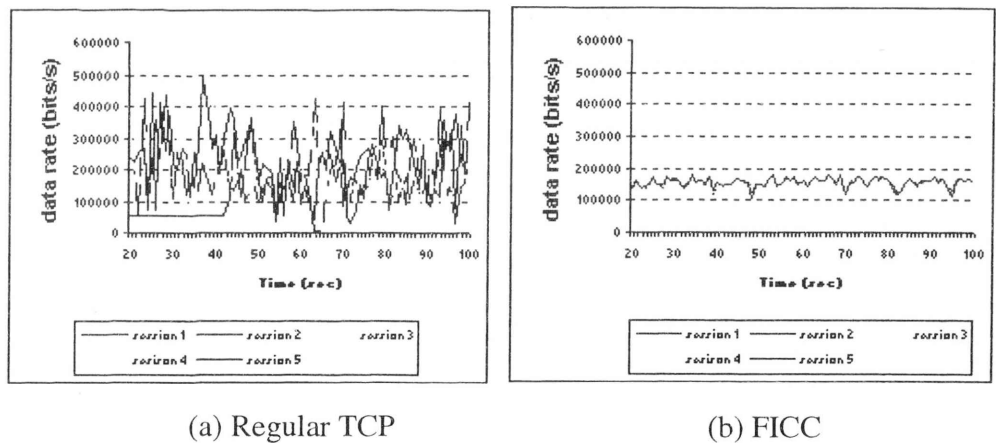 data rate (bits/s)
600000
500000
400000
300000
200000
100000
0
20 30 40 50 60 70 80 90 100
Time (sec)
session 1 session 2 session 3
session 4 session 5
(a) Regular TCP
data rate (bits/s)
600000
500000
400000
300000
200000
100000
0
20 30 40 50 60 70 80 90 100
Time (sec)
session 1 session 2 session 3
session 4 session 5
(b) FICC